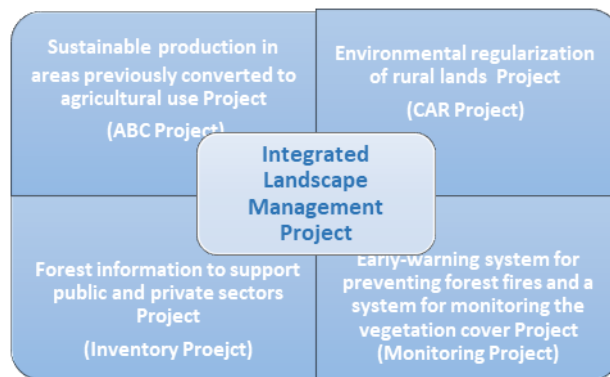 Sustainable production in
areas previously converted to
agricultural use Project
(ABC Project)
Environmental regularization
of rural lands Project
(CAR Project)
Integrated
Landscape
Management
Project
Forest information to support
public and private sectors
Project
(Inventory Proejct)
Early-warning system for
preventing forest fires and a
system for monitoring the
vegetation cover Project
(Monitoring Project)